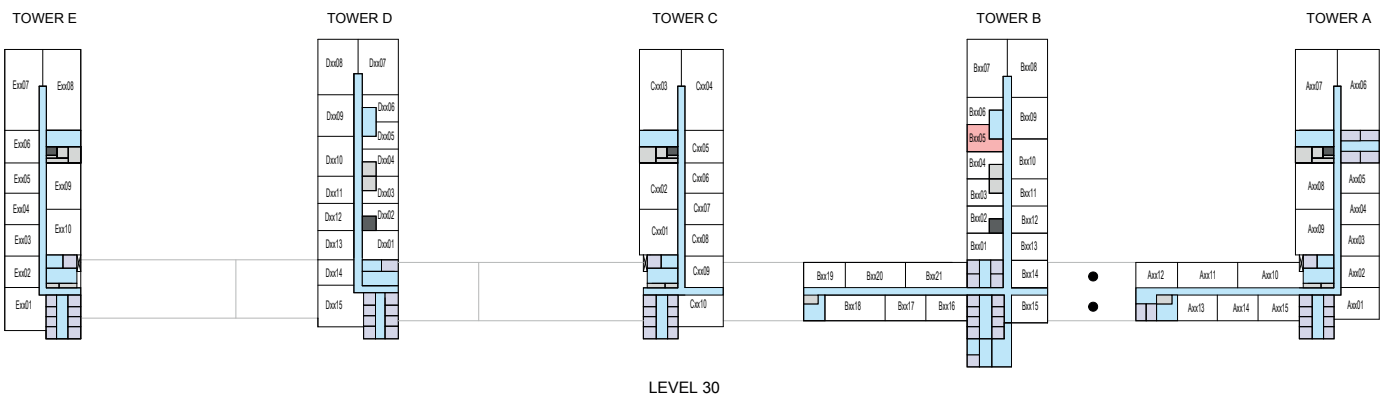 TOWER E
TOWER D
TOWER C
TOWER B
TOWER A
Exx07
Exx08
Exx06
Exx05
Exx09
Exx04
Exx03
Exx10
Exx02
Exx01
Dxx08
Dxx07
Dxx09
Dxx06
Dxx05
Dxx10
Dxx04
Dxx11
Dxx03
Dxx12
Dxx02
Dxx13
Dxx01
Dxx14
Dxx15
Cxx03
Cxx04
Cxx05
Cxx02
Cxx06
Cxx07
Cxx01
Cxx08
Cxx09
Cxx10
Bxx07
Bxx08
Bxx06
Bxx09
Bxx05
Bxx04
Bxx10
Bxx03
Bxx11
Bxx02
Bxx12
Bxx01
Bxx13
Bxx19
Bxx20
Bxx21
Bxx14
Bxx18
Bxx17
Bxx16
Bxx15
Axx07
Axx06
Axx08
Axx05
Axx04
Axx09
Axx03
Axx12
Axx11
Axx10
Axx02
Axx13
Axx14
Axx15
Axx01
LEVEL 30